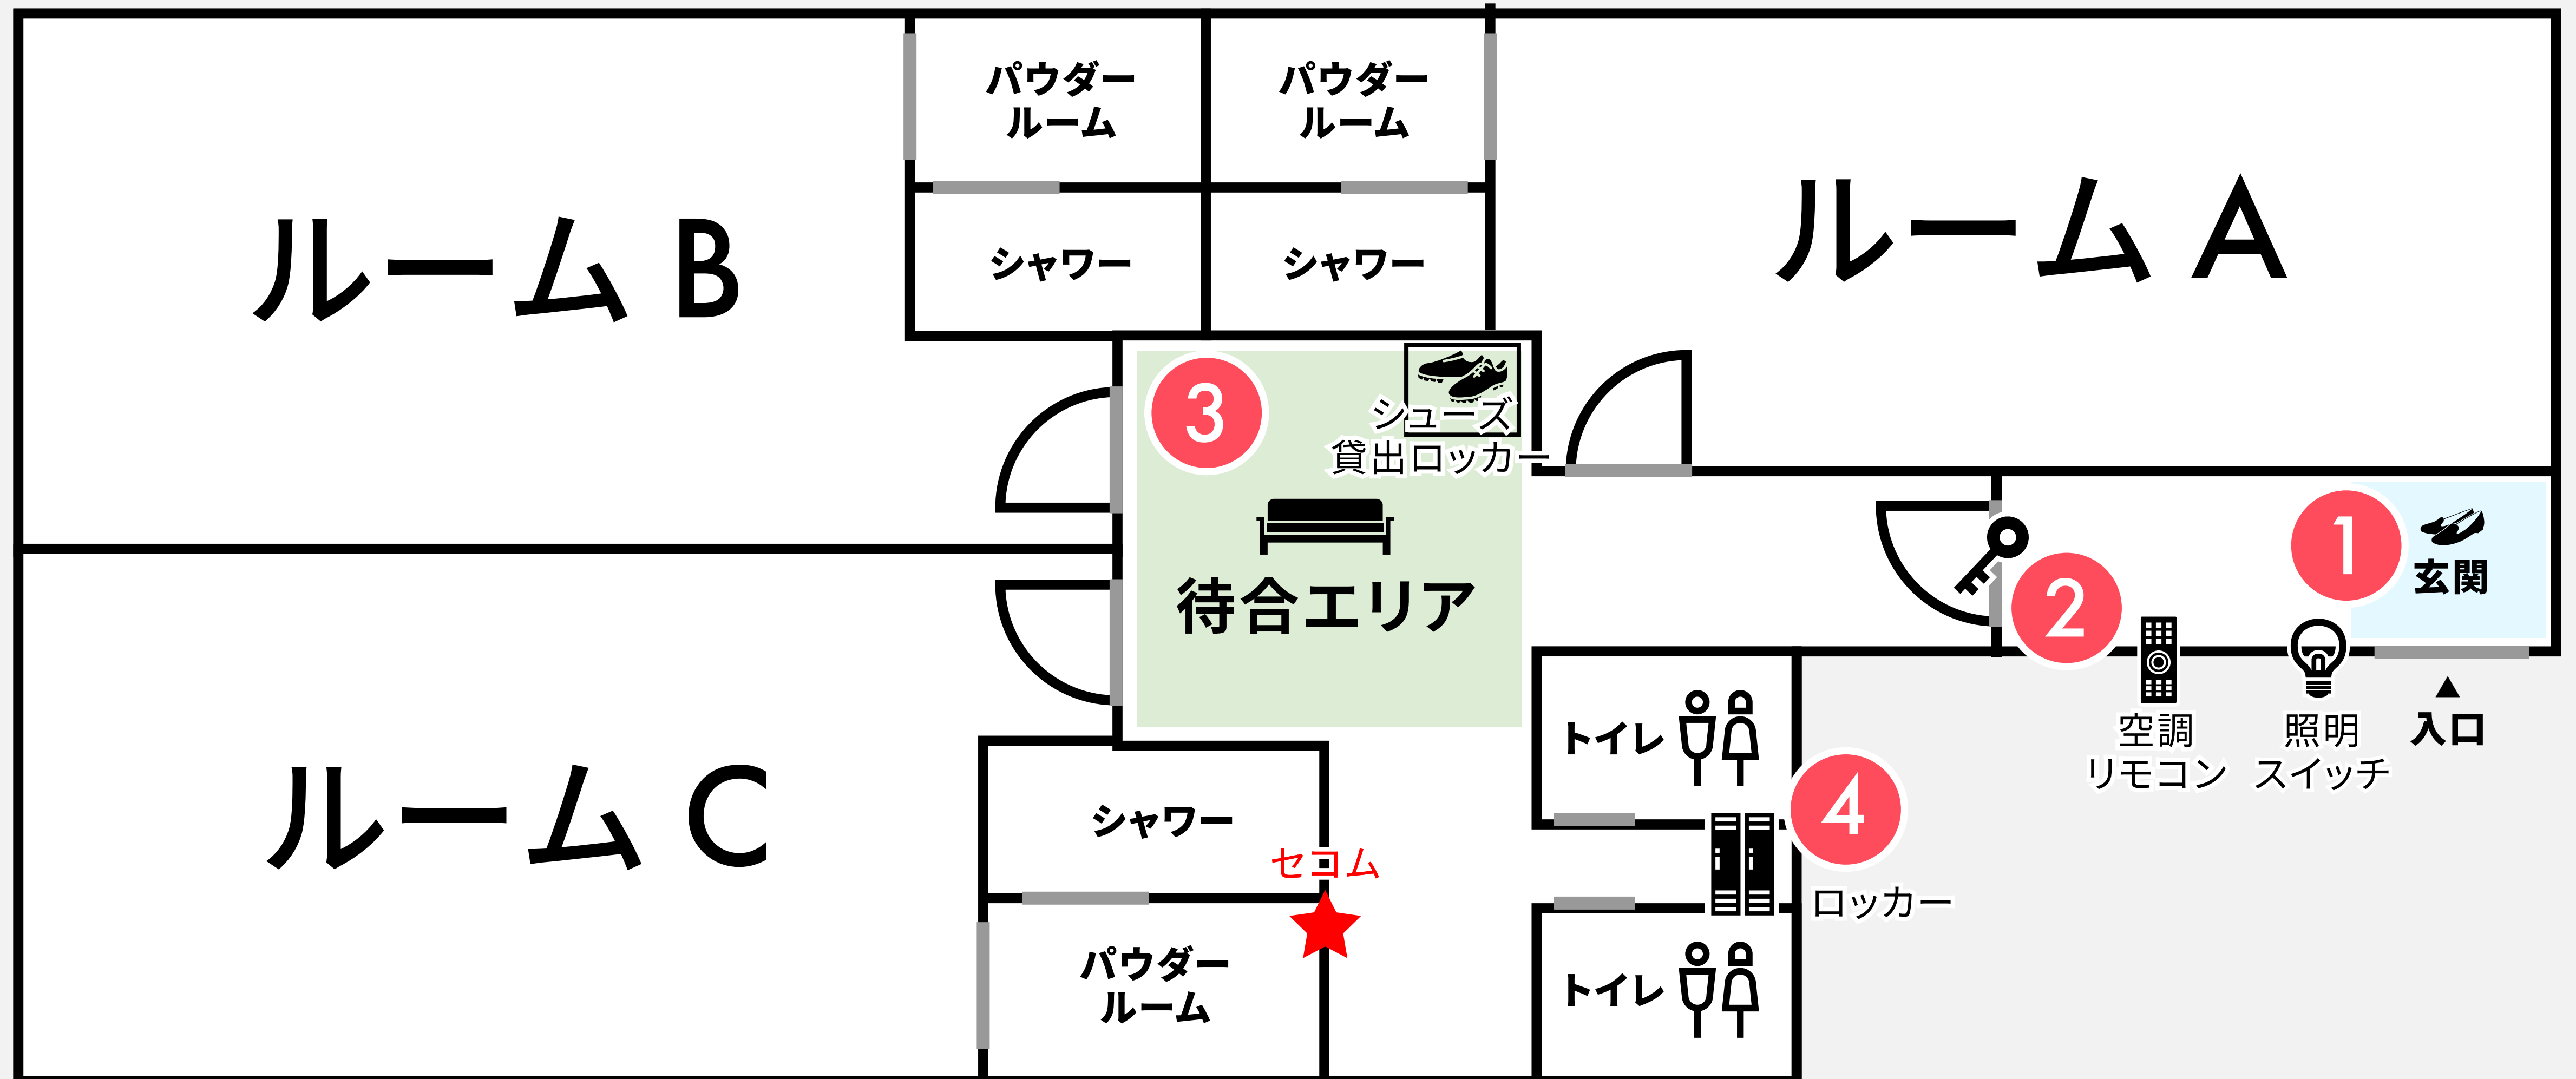 パウダー
ルーム
パウダー
ルーム
シャワー
シャワー
ルーム B
ルーム A
3
シューズ
貸出ロッカー
待合エリア
1
玄関
2
空調
リモコン
照明
スイッチ
入口
トイレ
4
ロッカー
ルーム C
シャワー
セコム
パウダー
ルーム
トイレ